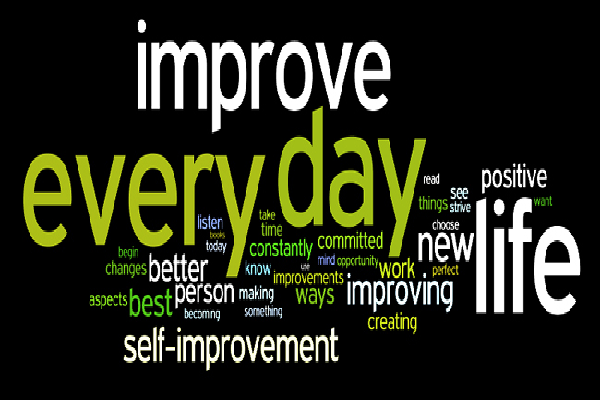 improve
every day
read
see
positive
things
strive
want
listen
books
today
take
time
choose
life
constantly
committed
new
begin
changes
better
know
use
mind
opportunity
work
perfect
improvements
aspects
best
person
making
ways
improving
becomng
something
creating
self-improvement